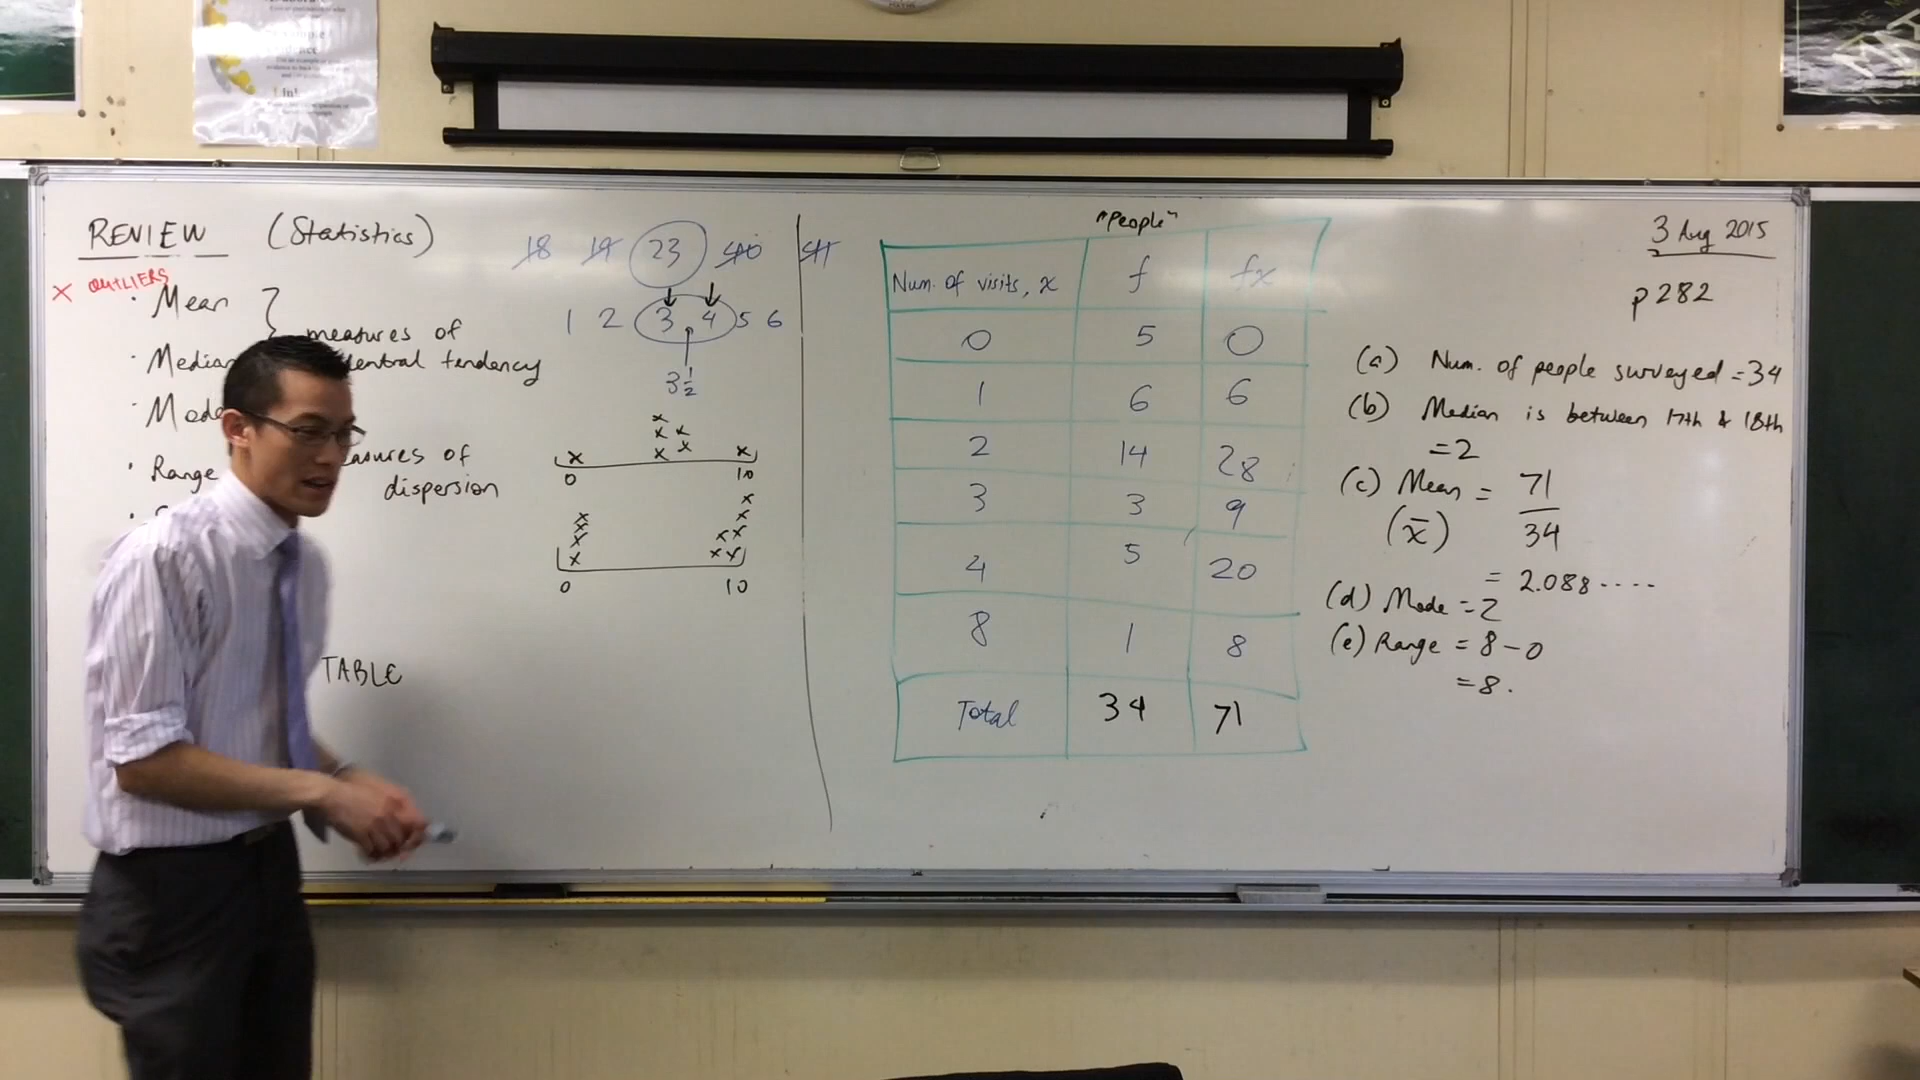 REVIEW (Statistics)
X OUTLIERS
· Mean
· Median
· Mode
measures of
central tendency
· Range
measures of
dispersion
TABLE
18 19 23 40 41
1 2 3 4 5 6
3 1/2
x
x x
x x x x
0 10
x x
x x
x x x
x x x
0 10
"People"
Num. of visits, x f fx
0 5 0
1 6 6
2 14 28
3 3 9
4 5 20
8 1 8
Total 34 71
3 Aug 2015
p282
(a) Num. of people surveyed = 34
(b) Median is between 17th & 18th
= 2
(c) Mean = 71/34
(x̄)
= 2.088....
(d) Mode = 2
(e) Range = 8 - 0
= 8.